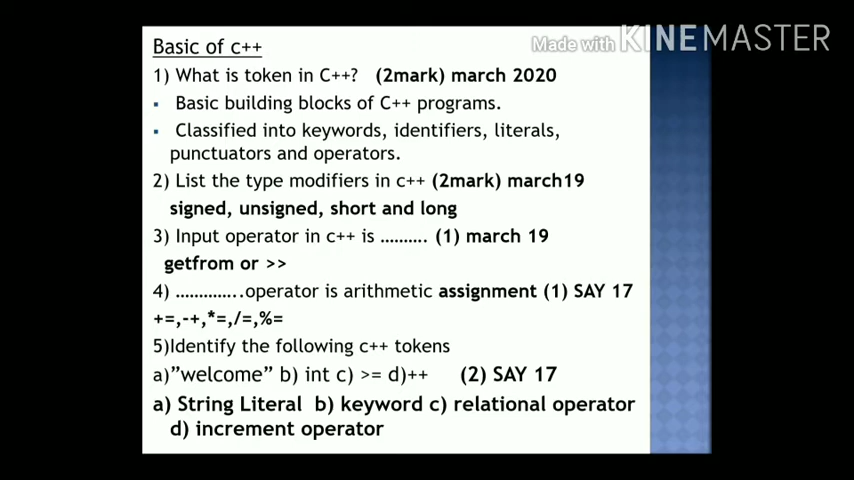 Made with KINEMASTER
Basic of c++
1) What is token in C++? (2mark) march 2020
▪ Basic building blocks of C++ programs.
▪ Classified into keywords, identifiers, literals,
punctuators and operators.
2) List the type modifiers in c++ (2mark) march19
signed, unsigned, short and long
3) Input operator in c++ is .......... (1) march 19
getfrom or >>
4) ..............operator is arithmetic assignment (1) SAY 17
+=,-+,*=,/=,%=
5)Identify the following c++ tokens
a)”welcome” b) int c) >= d)++ (2) SAY 17
a) String Literal b) keyword c) relational operator
d) increment operator